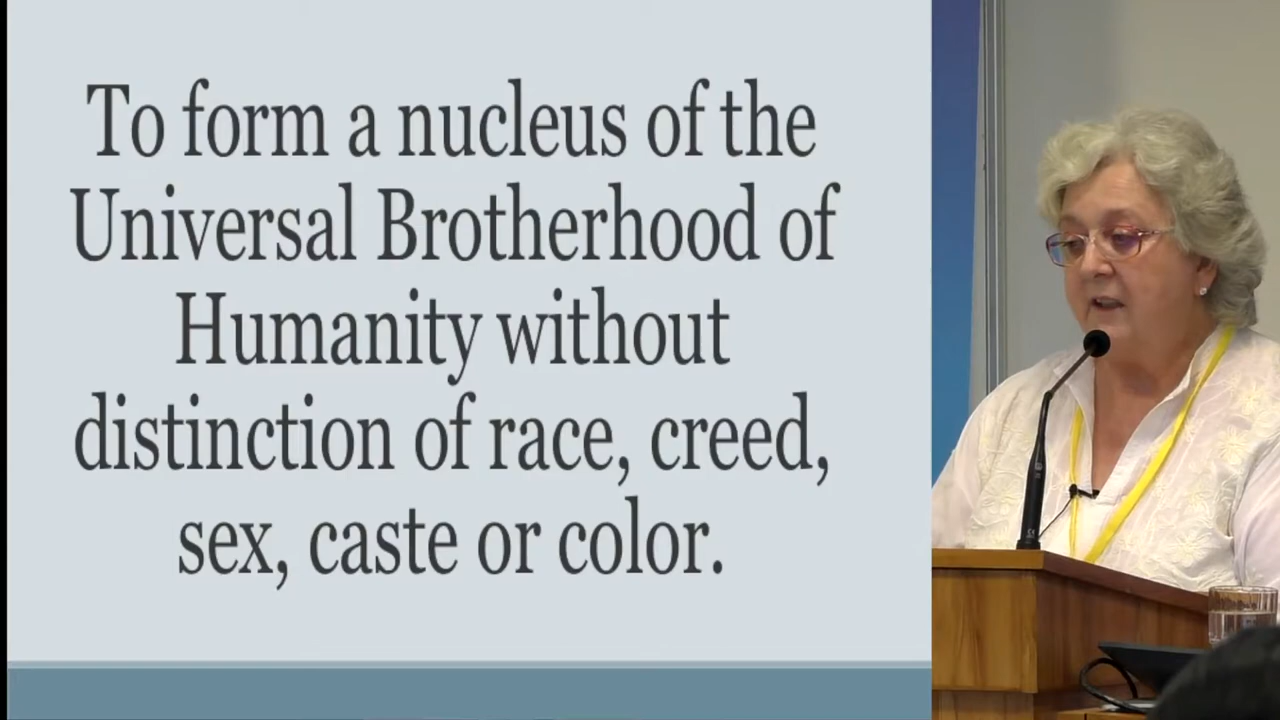 To form a nucleus of the
Universal Brotherhood of
Humanity without
distinction of race, creed,
sex, caste or color.